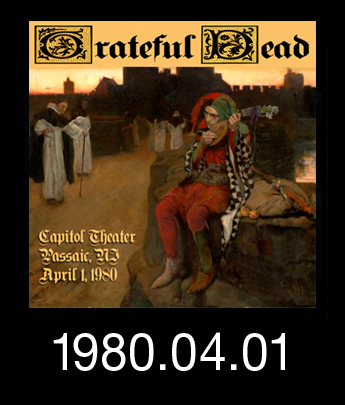 Grateful Dead
Capitol Theater
Passaic, NJ
April 1, 1980
1980.04.01